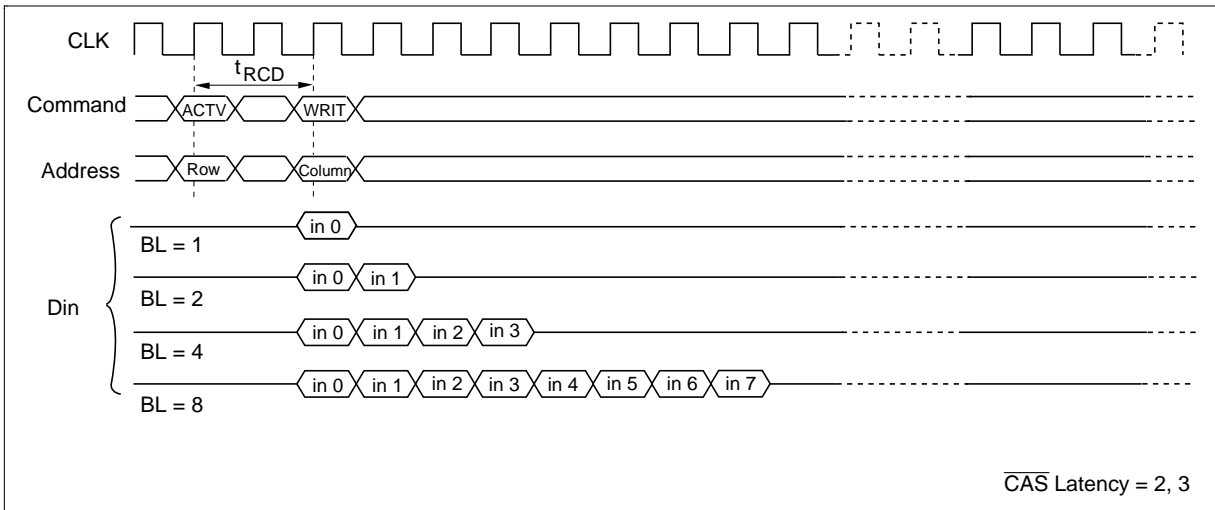 CLK
tRCD
Command ACTV WRIT
Address Row Column
Din
in 0
BL = 1
in 0 in 1
BL = 2
in 0 in 1 in 2 in 3
BL = 4
in 0 in 1 in 2 in 3 in 4 in 5 in 6 in 7
BL = 8
CAS Latency = 2, 3